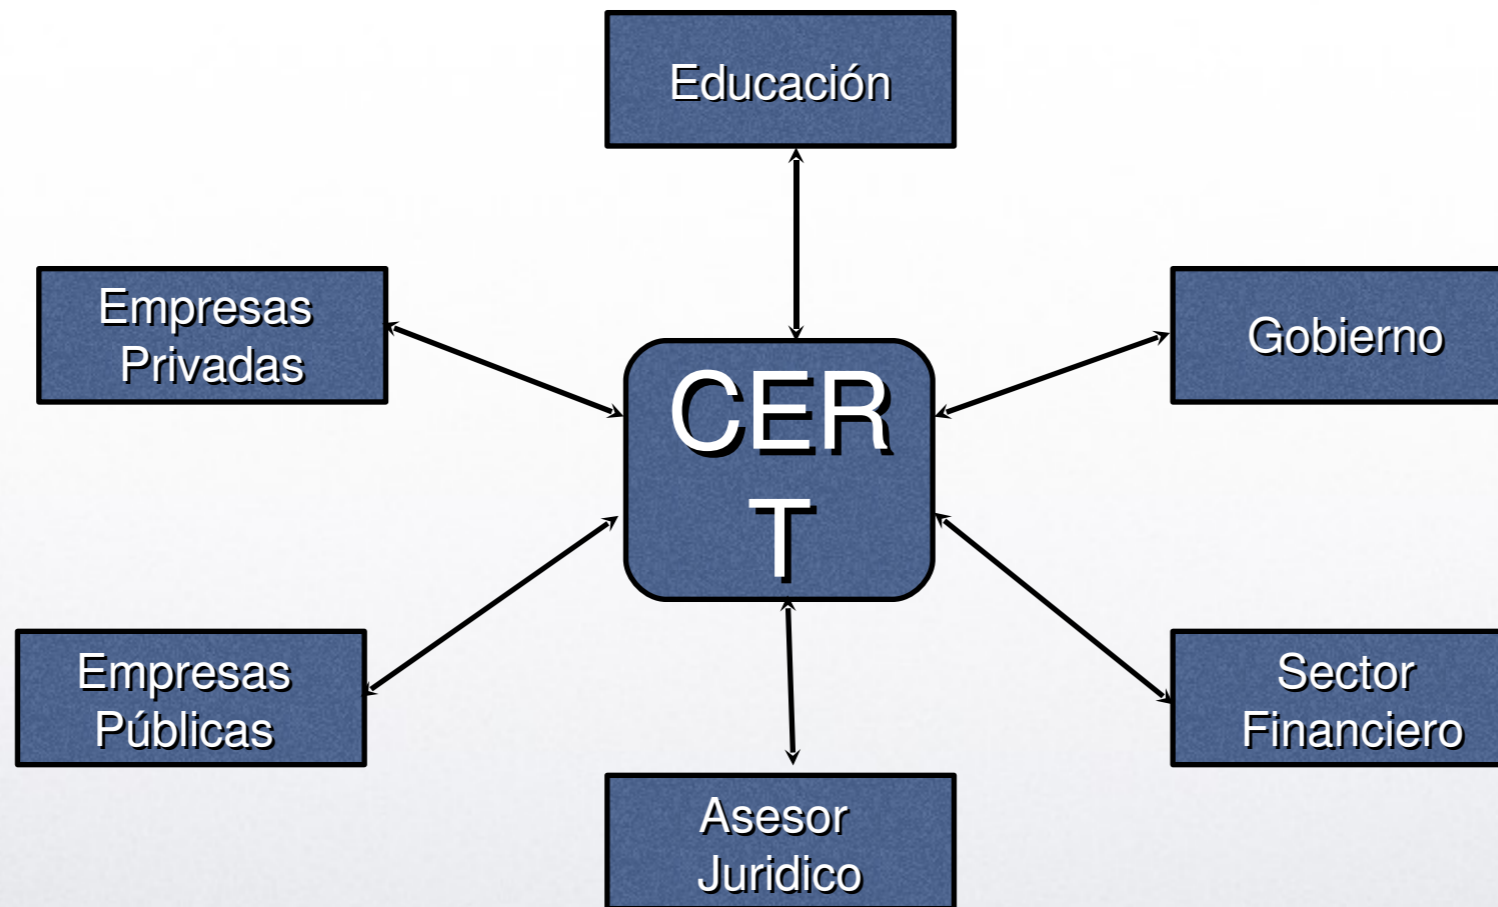 Educación
Empresas
Privadas
Gobierno
CER
T
Empresas
Públicas
Sector
Financiero
Asesor
Juridico